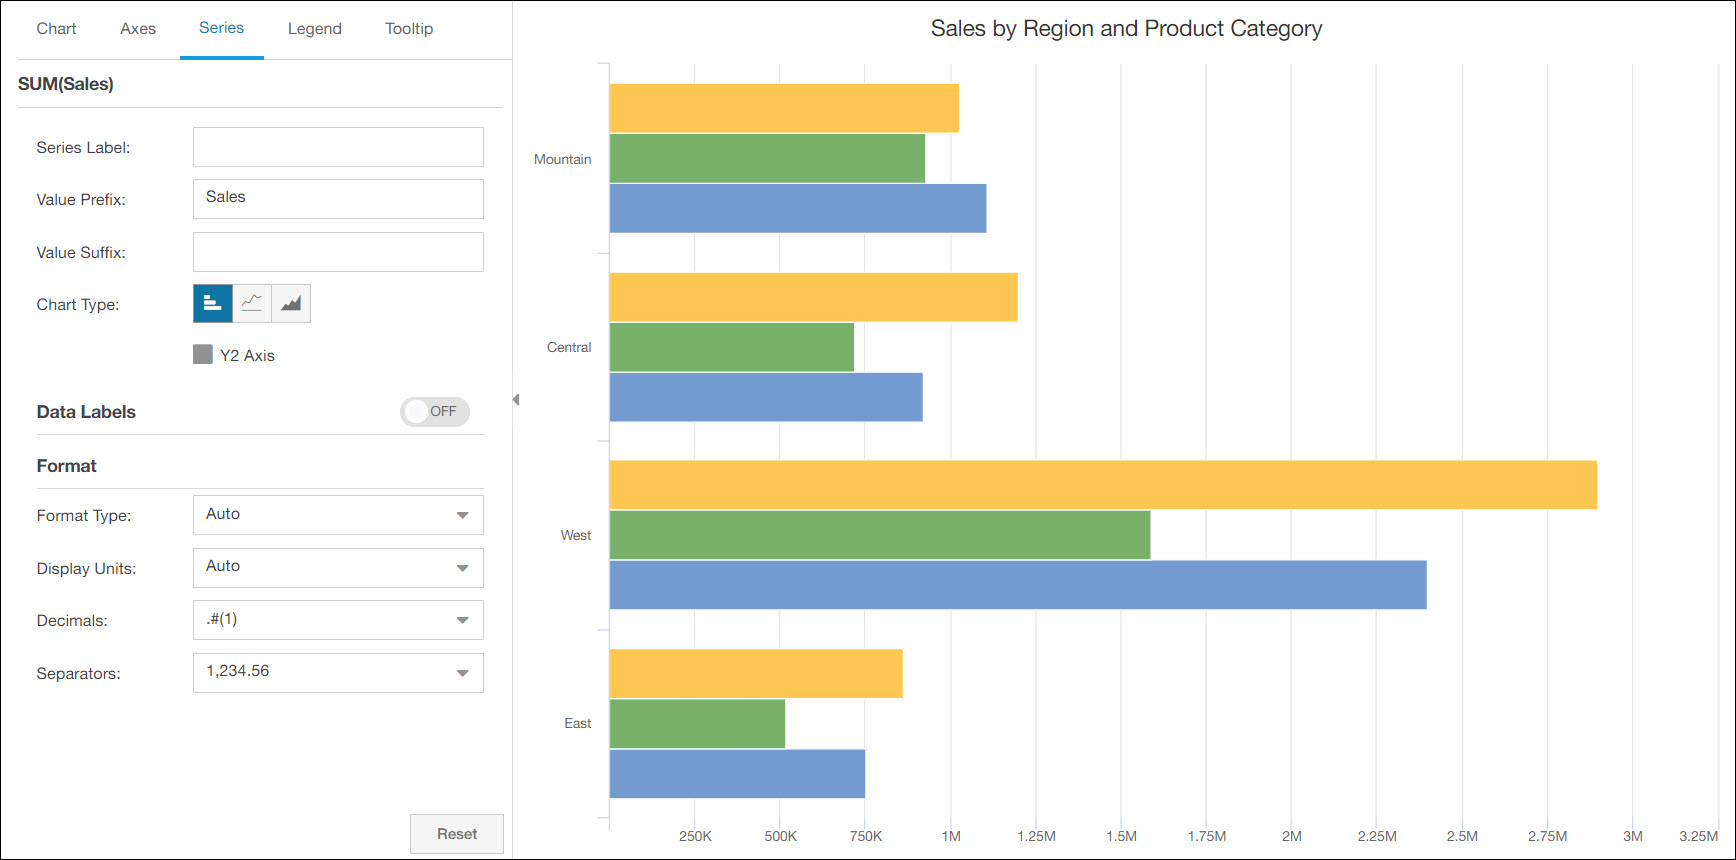 Chart Axes Series Legend Tooltip
SUM(Sales)
Series Label:
Value Prefix: Sales
Value Suffix:
Chart Type:
Y2 Axis
Data Labels OFF
Format
Format Type: Auto
Display Units: Auto
Decimals: .#(1)
Separators: 1,234.56
Reset
Sales by Region and Product Category
Mountain
Central
West
East
250K 500K 750K 1M 1.25M 1.5M 1.75M 2M 2.25M 2.5M 2.75M 3M 3.25M